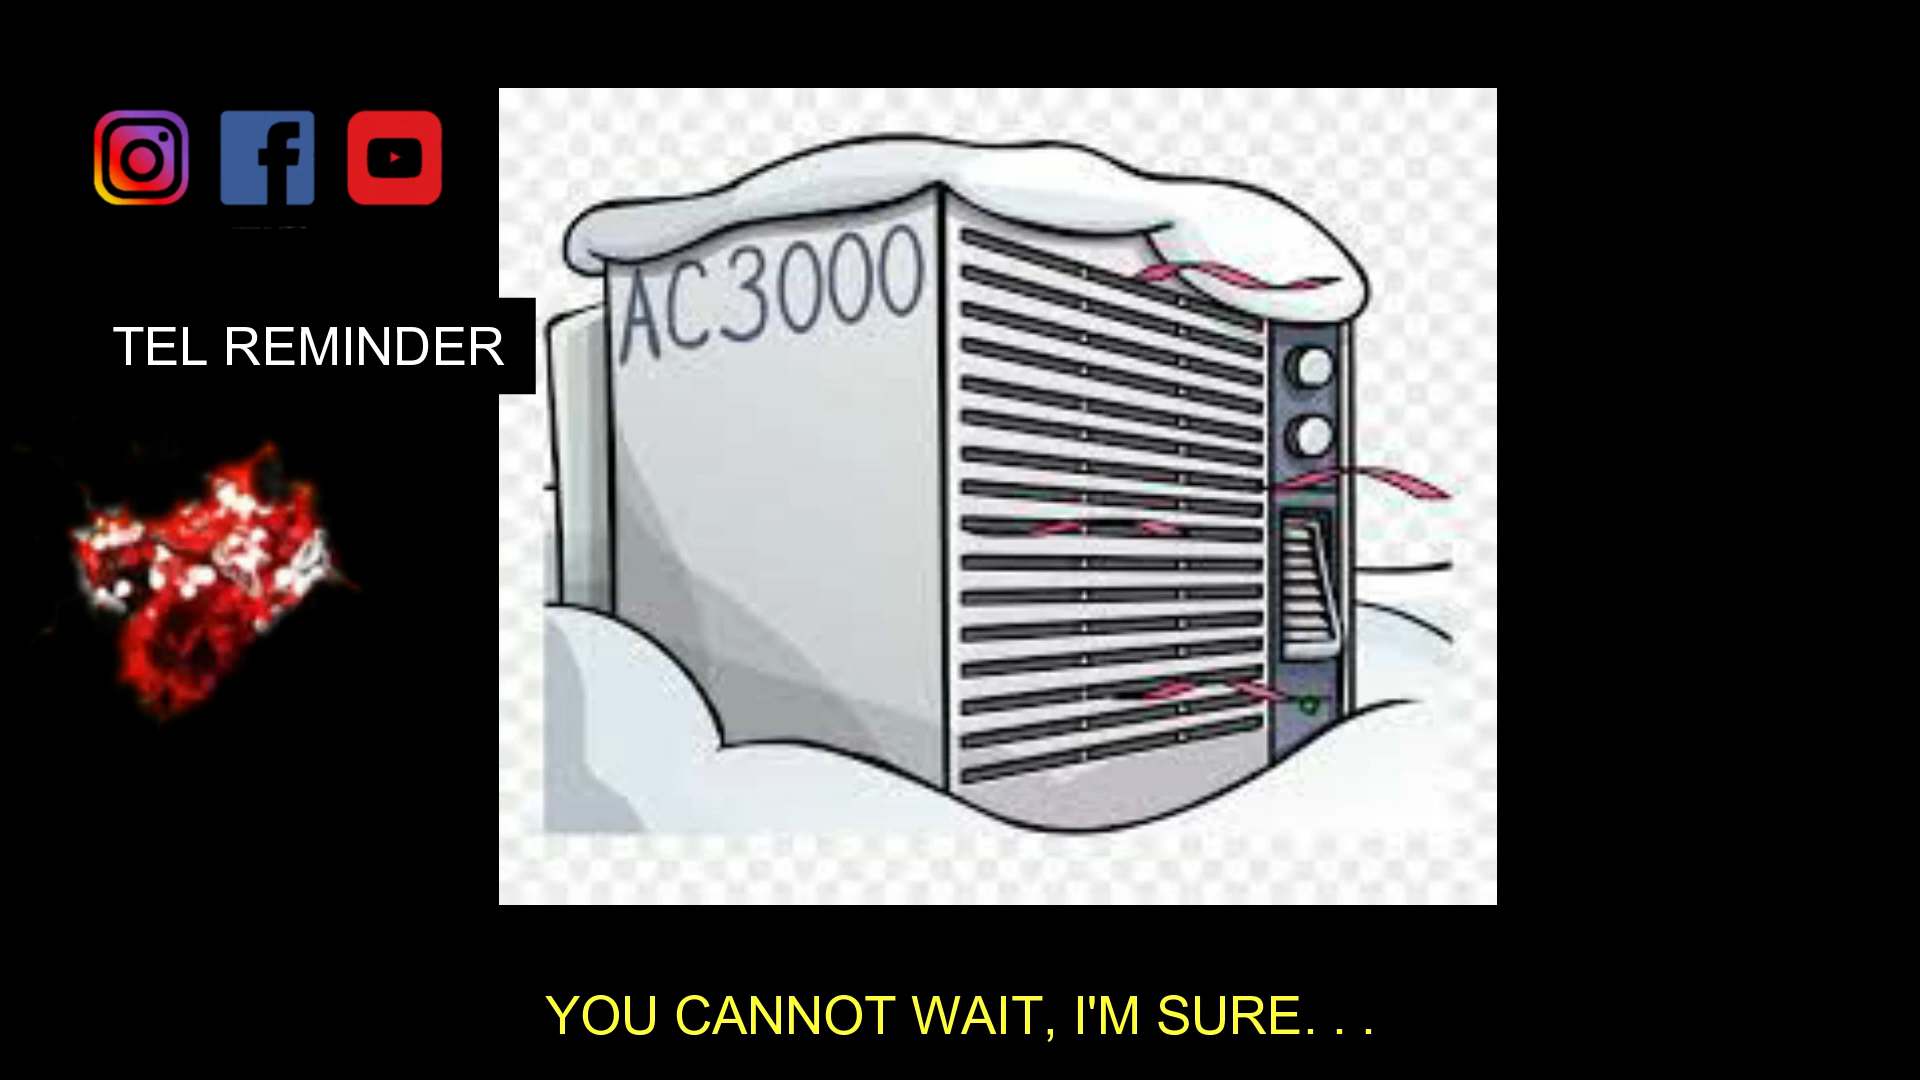 AC3000
TEL REMINDER
YOU CANNOT WAIT, I'M SURE. . .